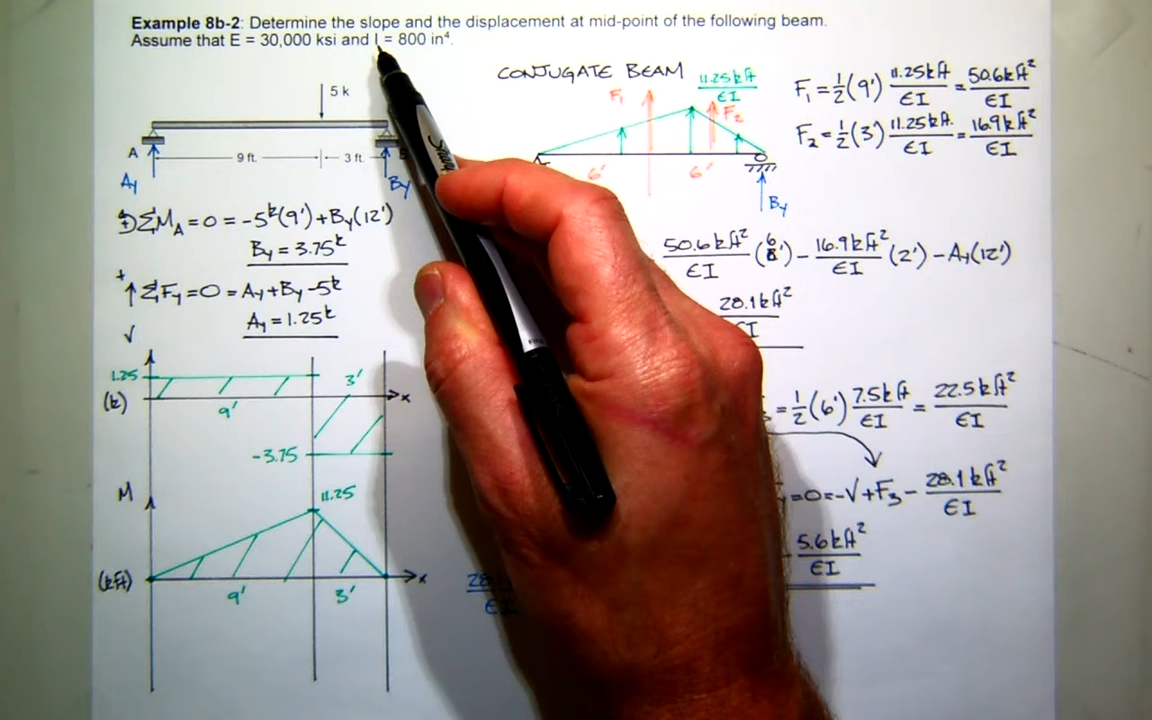 Example 8b-2: Determine the slope and the displacement at mid-point of the following beam.
Assume that E = 30,000 ksi and I = 800 in⁴.
5 k
A
9 ft.
3 ft.
Ay
By
ΣM_A = 0 = -5ᵏ(9') + By(12')
By = 3.75ᵏ
+↑ΣFy = 0 = Ay + By - 5ᵏ
Ay = 1.25ᵏ
V
1.25
(k)
9'
3'
x
-3.75
M
11.25
(kft)
9'
3'
x
CONJUGATE BEAM
11.25kft/EI
F₁
F₂
6'
6'
By
F₁ = ½(9') 11.25kft/EI = 50.6kft²/EI
F₂ = ½(3') 11.25kft/EI = 16.9kft²/EI
50.6kft²/EI (6') - 16.9kft²/EI (2') - Ay(12')
28.1kft²
= ½(6') 7.5kft/EI = 22.5kft²/EI
= 0 = -V + F₃ - 28.1kft²/EI
5.6kft²/EI